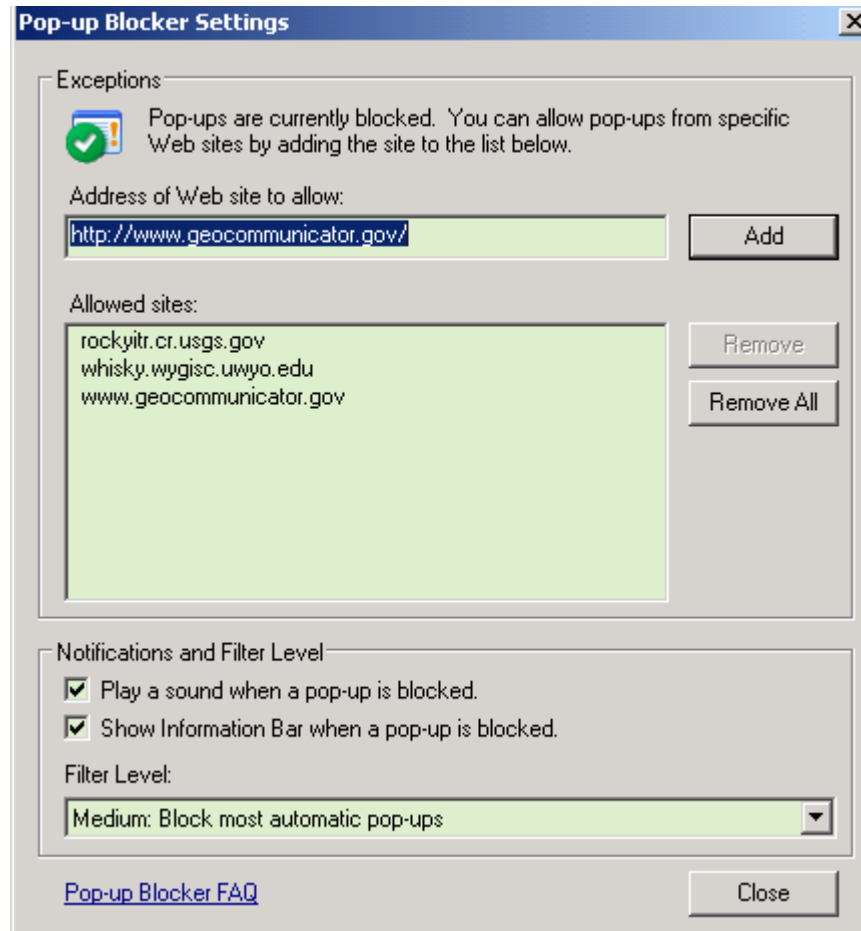 Pop-up Blocker Settings
Exceptions
Pop-ups are currently blocked.  You can allow pop-ups from specific
Web sites by adding the site to the list below.
Address of Web site to allow:
http://www.geocommunicator.gov/
Add
Allowed sites:
rockyitr.cr.usgs.gov
whisky.wygisc.uwyo.edu
www.geocommunicator.gov
Remove
Remove All
Notifications and Filter Level
Play a sound when a pop-up is blocked.
Show Information Bar when a pop-up is blocked.
Filter Level:
Medium: Block most automatic pop-ups
Pop-up Blocker FAQ
Close